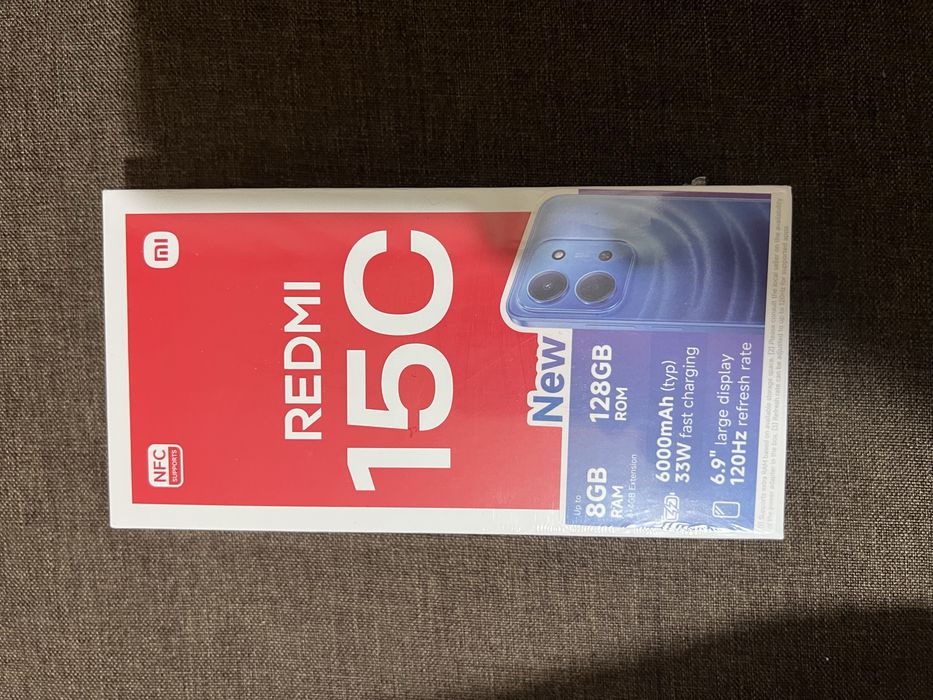 NFC
SUPPORTS
mi
REDMI
15C
New
Up to
8GB
RAM
128GB
ROM
6000mAh (typ)
33W fast charging
6.9" large display
120Hz refresh rate